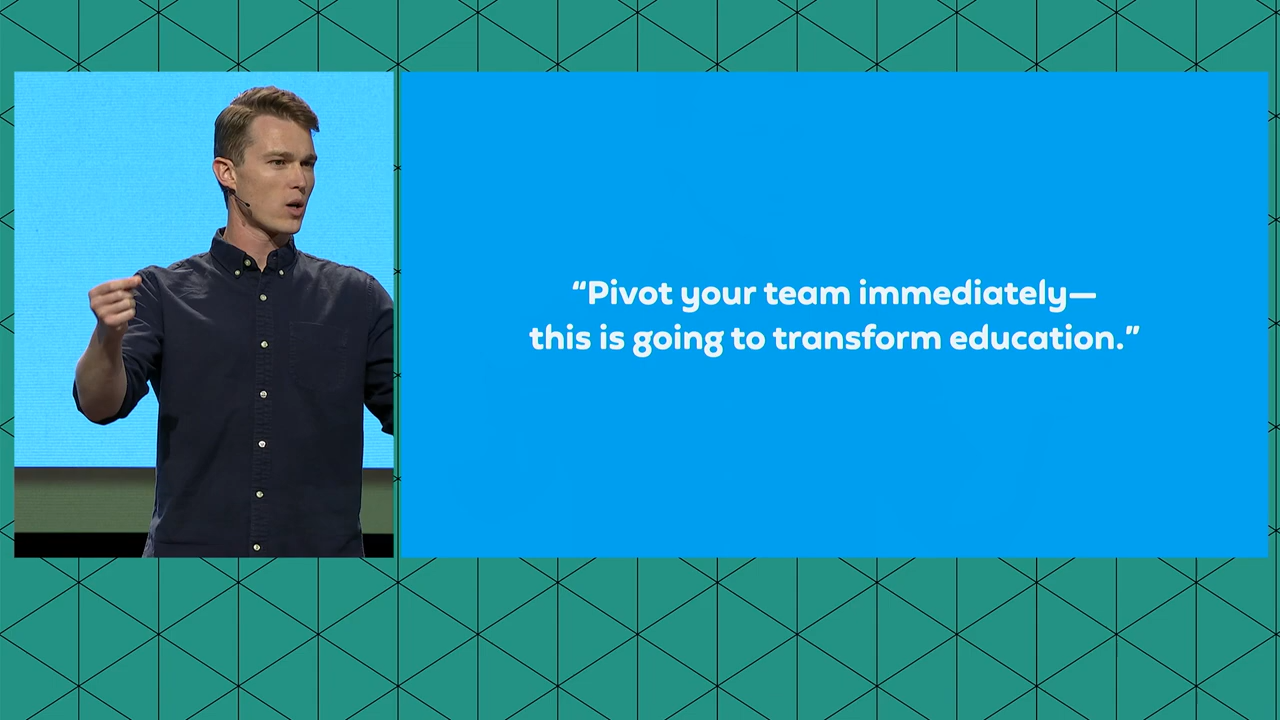 “Pivot your team immediately—
this is going to transform education.”